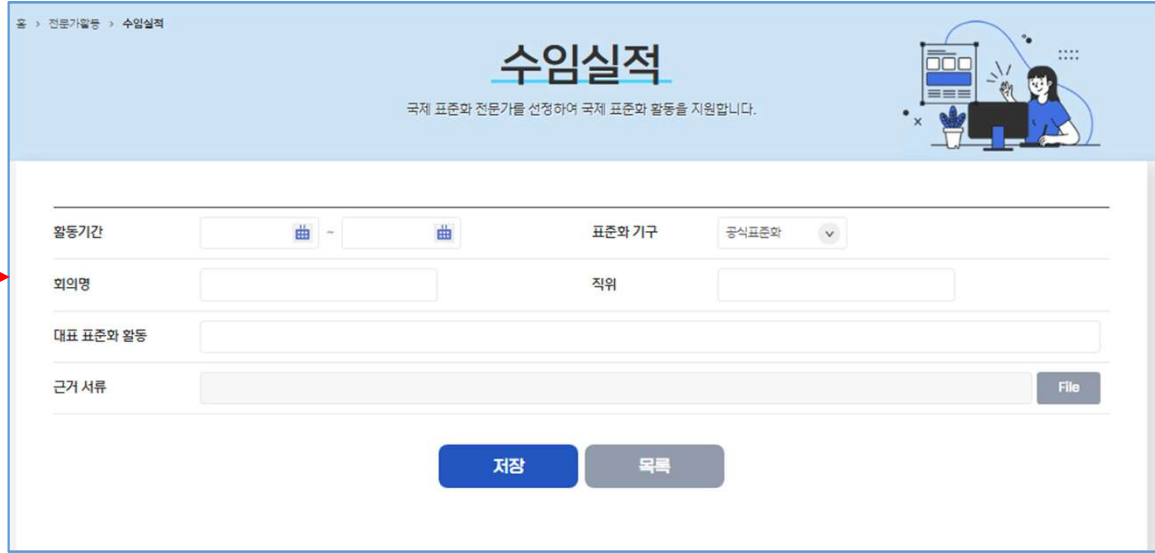 홈 > 전문가활동 > 수임실적
수임실적
국제 표준화 전문가를 선정하여 국제 표준화 활동을 지원합니다.
활동기간 ~ 표준화 기구 공식표준화
회의명 직위
대표 표준화 활동
근거 서류 File
저장 목록